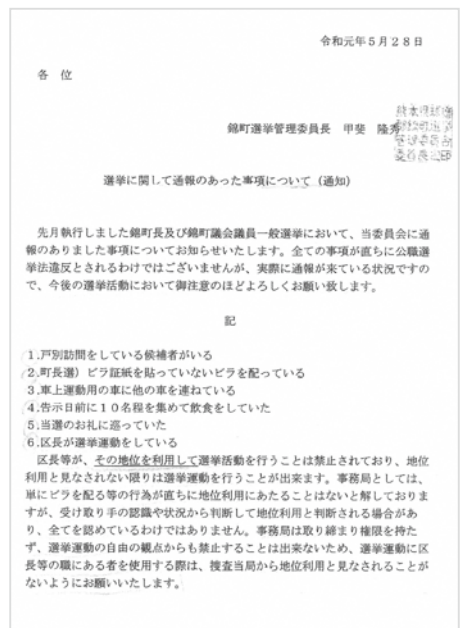 令和元年５月２８日
各　位
錦町選挙管理委員長　甲斐　隆秀
選挙に関して通報のあった事項について（通知）
先月執行しました錦町長及び錦町議会議員一般選挙において、当委員会に通
報のありました事項についてお知らせいたします。全ての事項が直ちに公職選
挙法違反とされるわけではございませんが、実際に通報が来ている状況ですの
で、今後の選挙活動において御注意のほどよろしくお願い致します。
記
１.戸別訪問をしている候補者がいる
２.町長選）ビラ証紙を貼っていないビラを配っている
３.車上運動用の車に他の車を連ねている
４.告示日前に１０名程を集めて飲食をしていた
５.当選のお礼に巡っていた
６.区長が選挙運動をしている
区長等が、その地位を利用して選挙活動を行うことは禁止されており、地位
利用と見なされない限りは選挙運動を行うことが出来ます。事務局としては、
単にビラを配る等の行為が直ちに地位利用にあたることはないと解しておりま
すが、受け取り手の認識や状況から判断して地位利用と判断される場合があ
り、全てを認めているわけではありません。事務局は取り締まり権限を持た
ず、選挙運動の自由の観点からも禁止することは出来ないため、選挙運動に区
長等の職にある者を使用する際は、捜査当局から地位利用と見なされることが
ないようにお願いいたします。